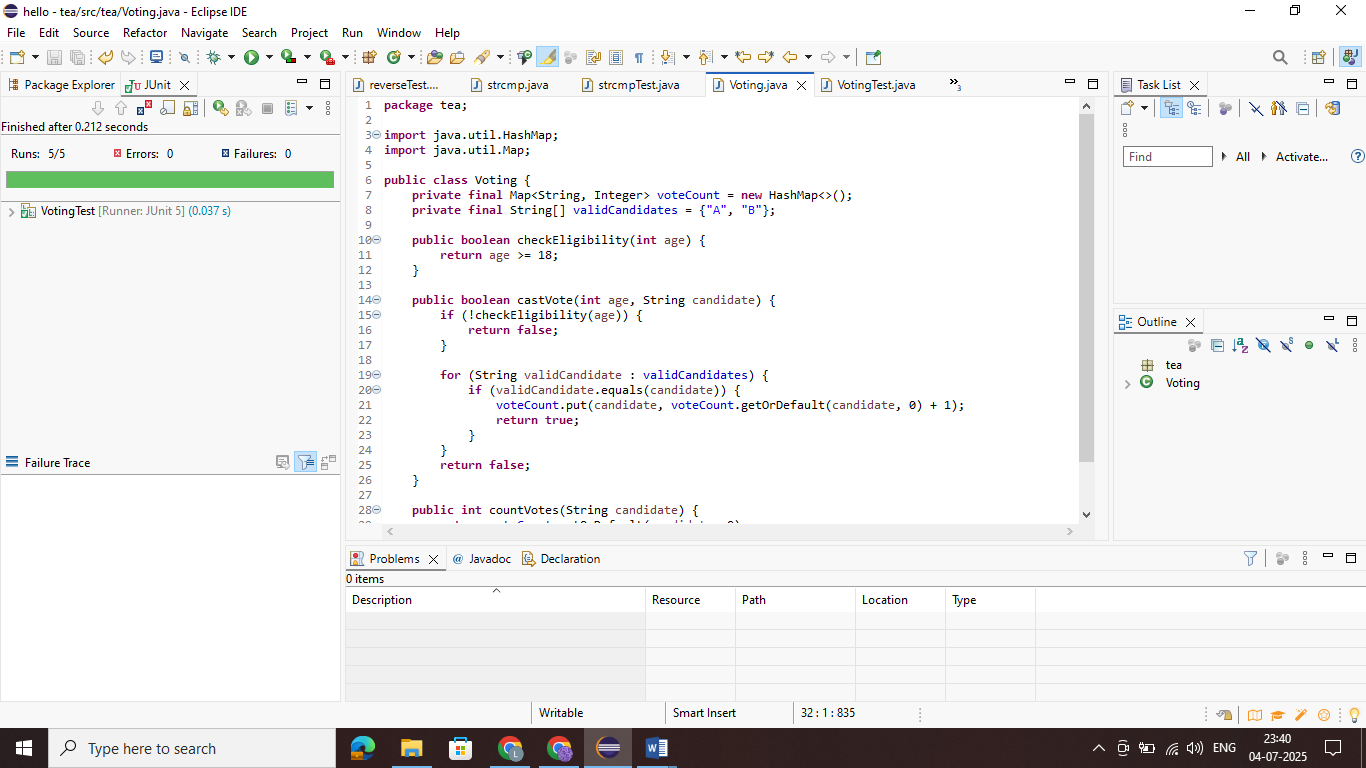 hello - tea/src/tea/Voting.java - Eclipse IDE
File Edit Source Refactor Navigate Search Project Run Window Help
Package Explorer JUnit
Finished after 0.212 seconds
Runs: 5/5 Errors: 0 Failures: 0
VotingTest [Runner: JUnit 5] (0.037 s)
Failure Trace
reverseTest.... strcmp.java strcmpTest.java Voting.java VotingTest.java »3
1 package tea;
2
3 import java.util.HashMap;
4 import java.util.Map;
5
6 public class Voting {
7 private final Map<String, Integer> voteCount = new HashMap<>();
8 private final String[] validCandidates = {"A", "B"};
9
10 public boolean checkEligibility(int age) {
11 return age >= 18;
12 }
13
14 public boolean castVote(int age, String candidate) {
15 if (!checkEligibility(age)) {
16 return false;
17 }
18
19 for (String validCandidate : validCandidates) {
20 if (validCandidate.equals(candidate)) {
21 voteCount.put(candidate, voteCount.getOrDefault(candidate, 0) + 1);
22 return true;
23 }
24 }
25 return false;
26 }
27
28 public int countVotes(String candidate) {
Task List
Find All Activate...
Outline
tea
Voting
Problems Javadoc Declaration
0 items
Description Resource Path Location Type
Writable Smart Insert 32 : 1 : 835
Type here to search
ENG
23:40
04-07-2025